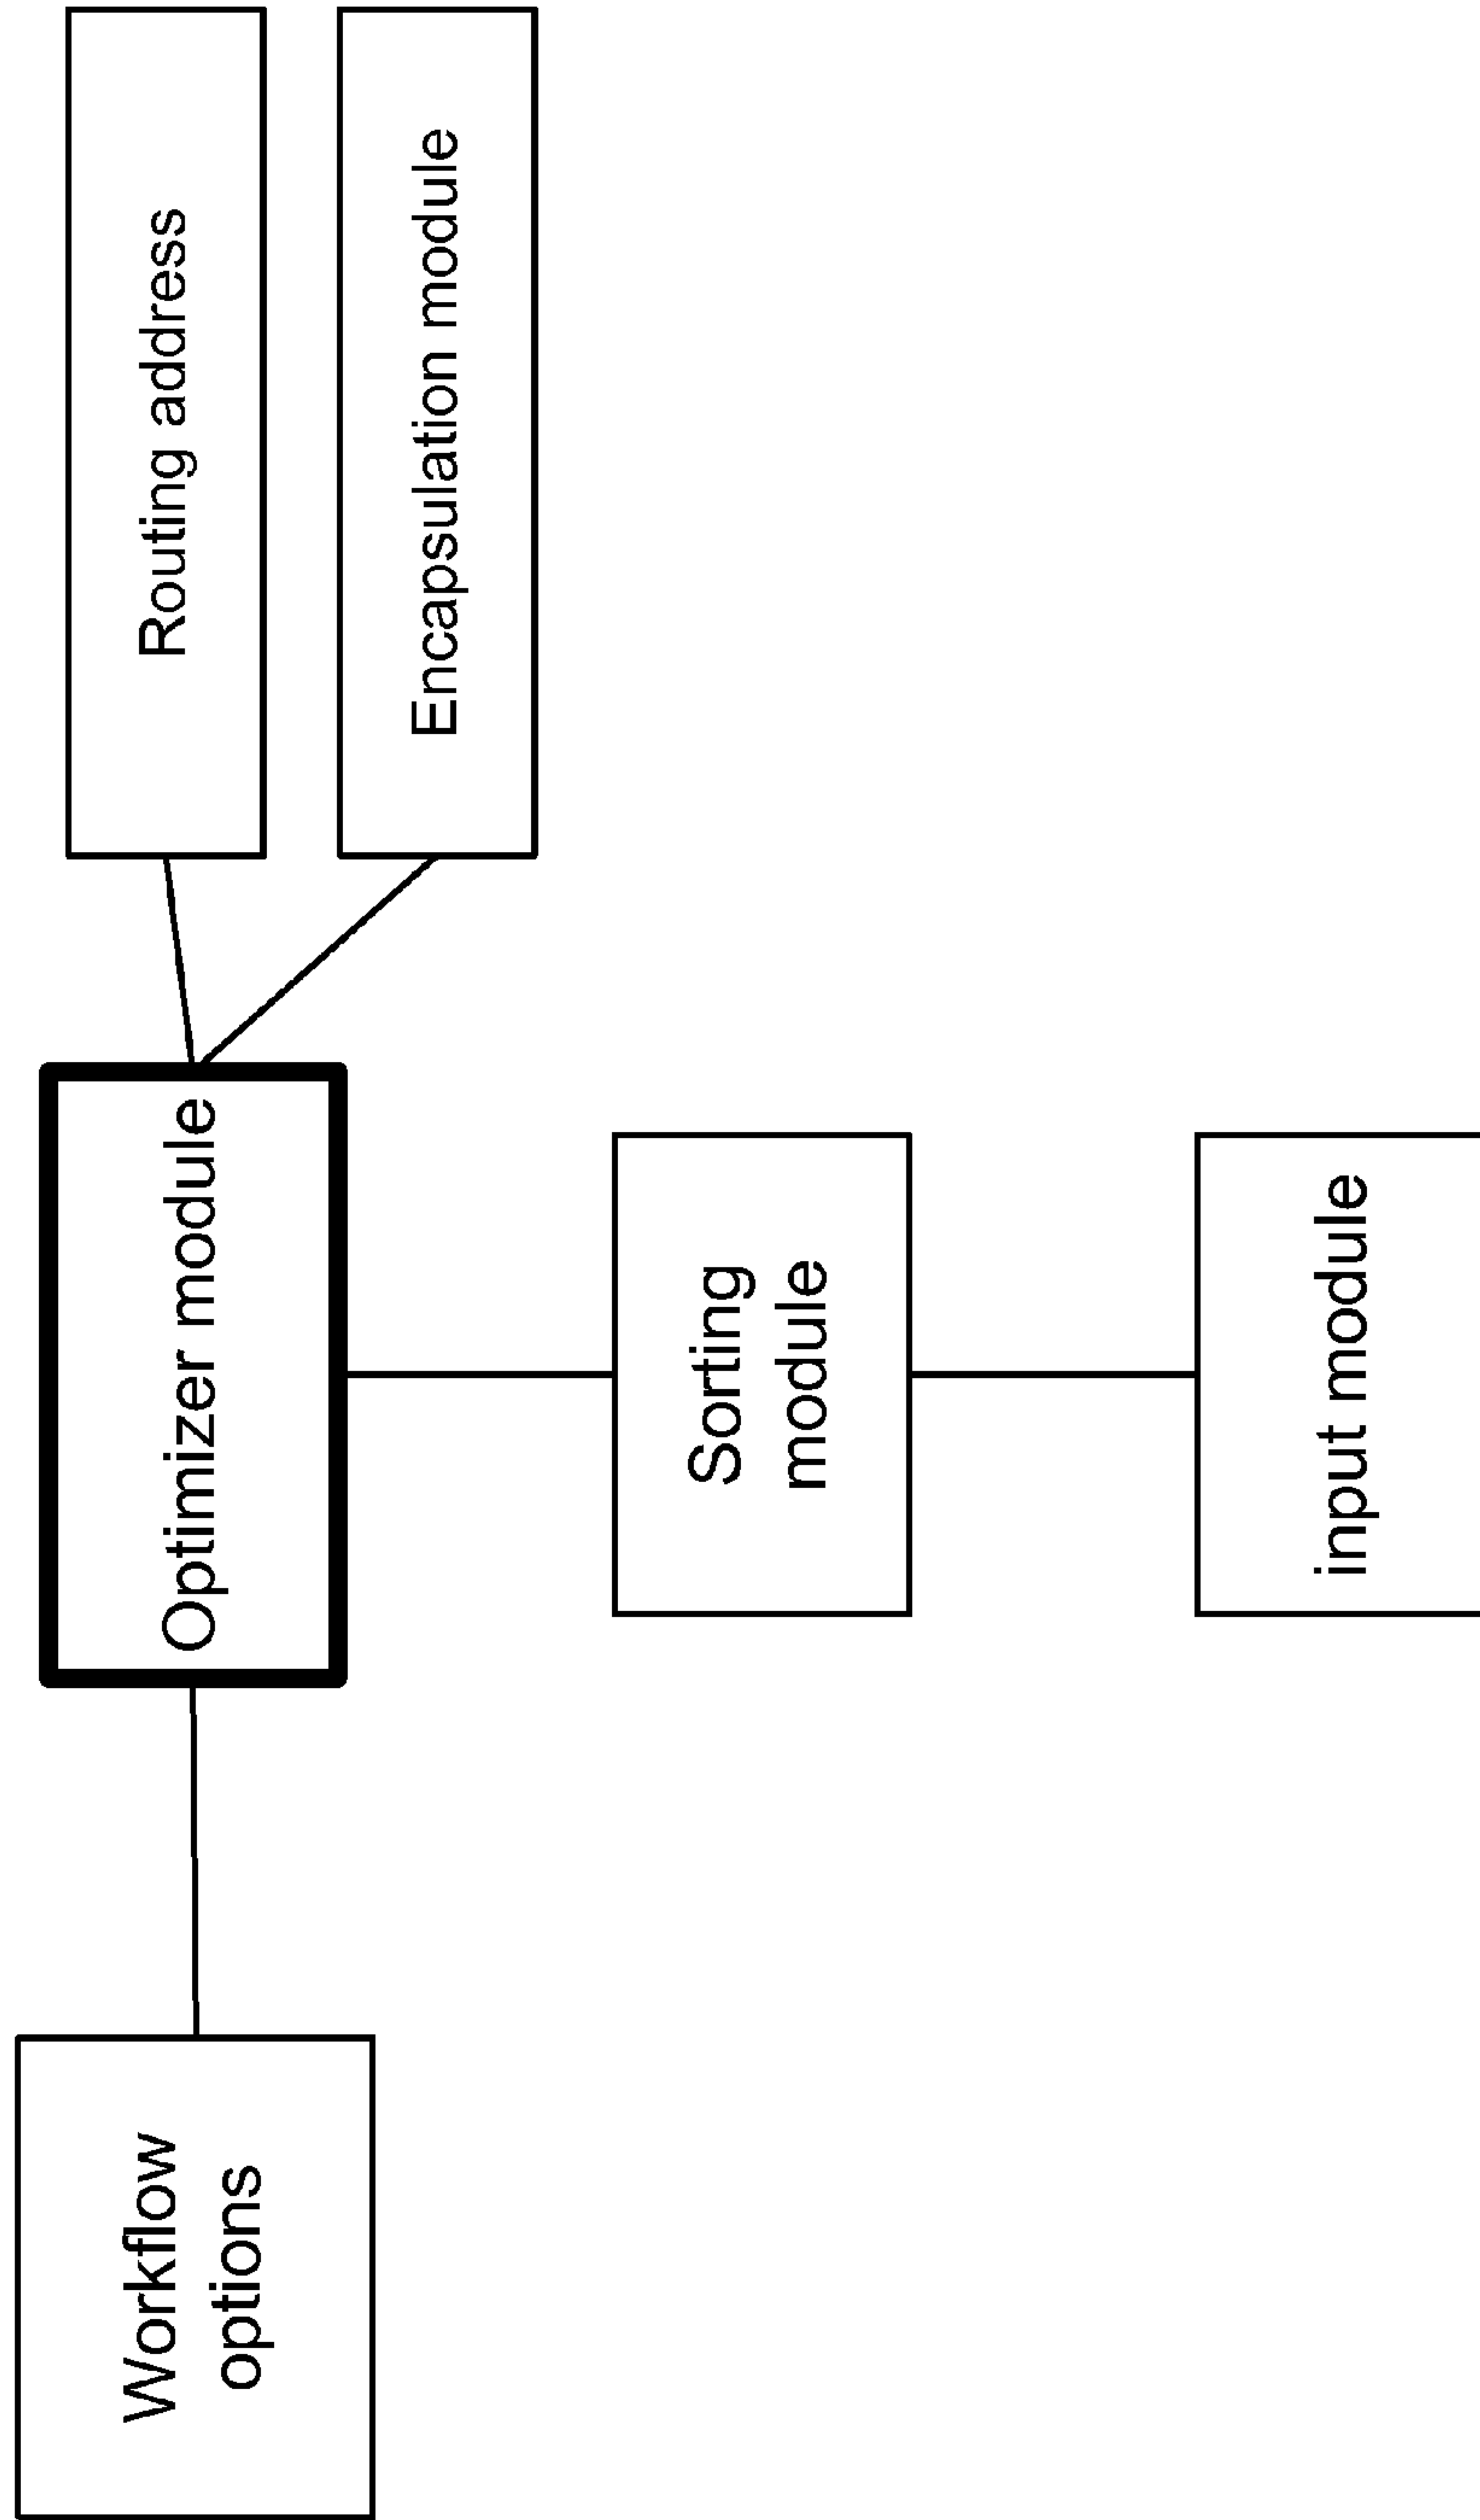 Workflow
options
Optimizer module
Routing address
Encapsulation module
Sorting
module
input module